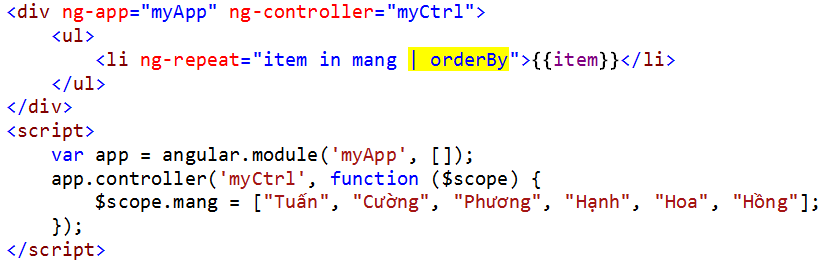 <div ng-app="myApp" ng-controller="myCtrl">
    <ul>
        <li ng-repeat="item in mang | orderBy">{{item}}</li>
    </ul>
</div>
<script>
    var app = angular.module('myApp', []);
    app.controller('myCtrl', function ($scope) {
        $scope.mang = ["Tuấn", "Cường", "Phương", "Hạnh", "Hoa", "Hồng"];
    });
</script>